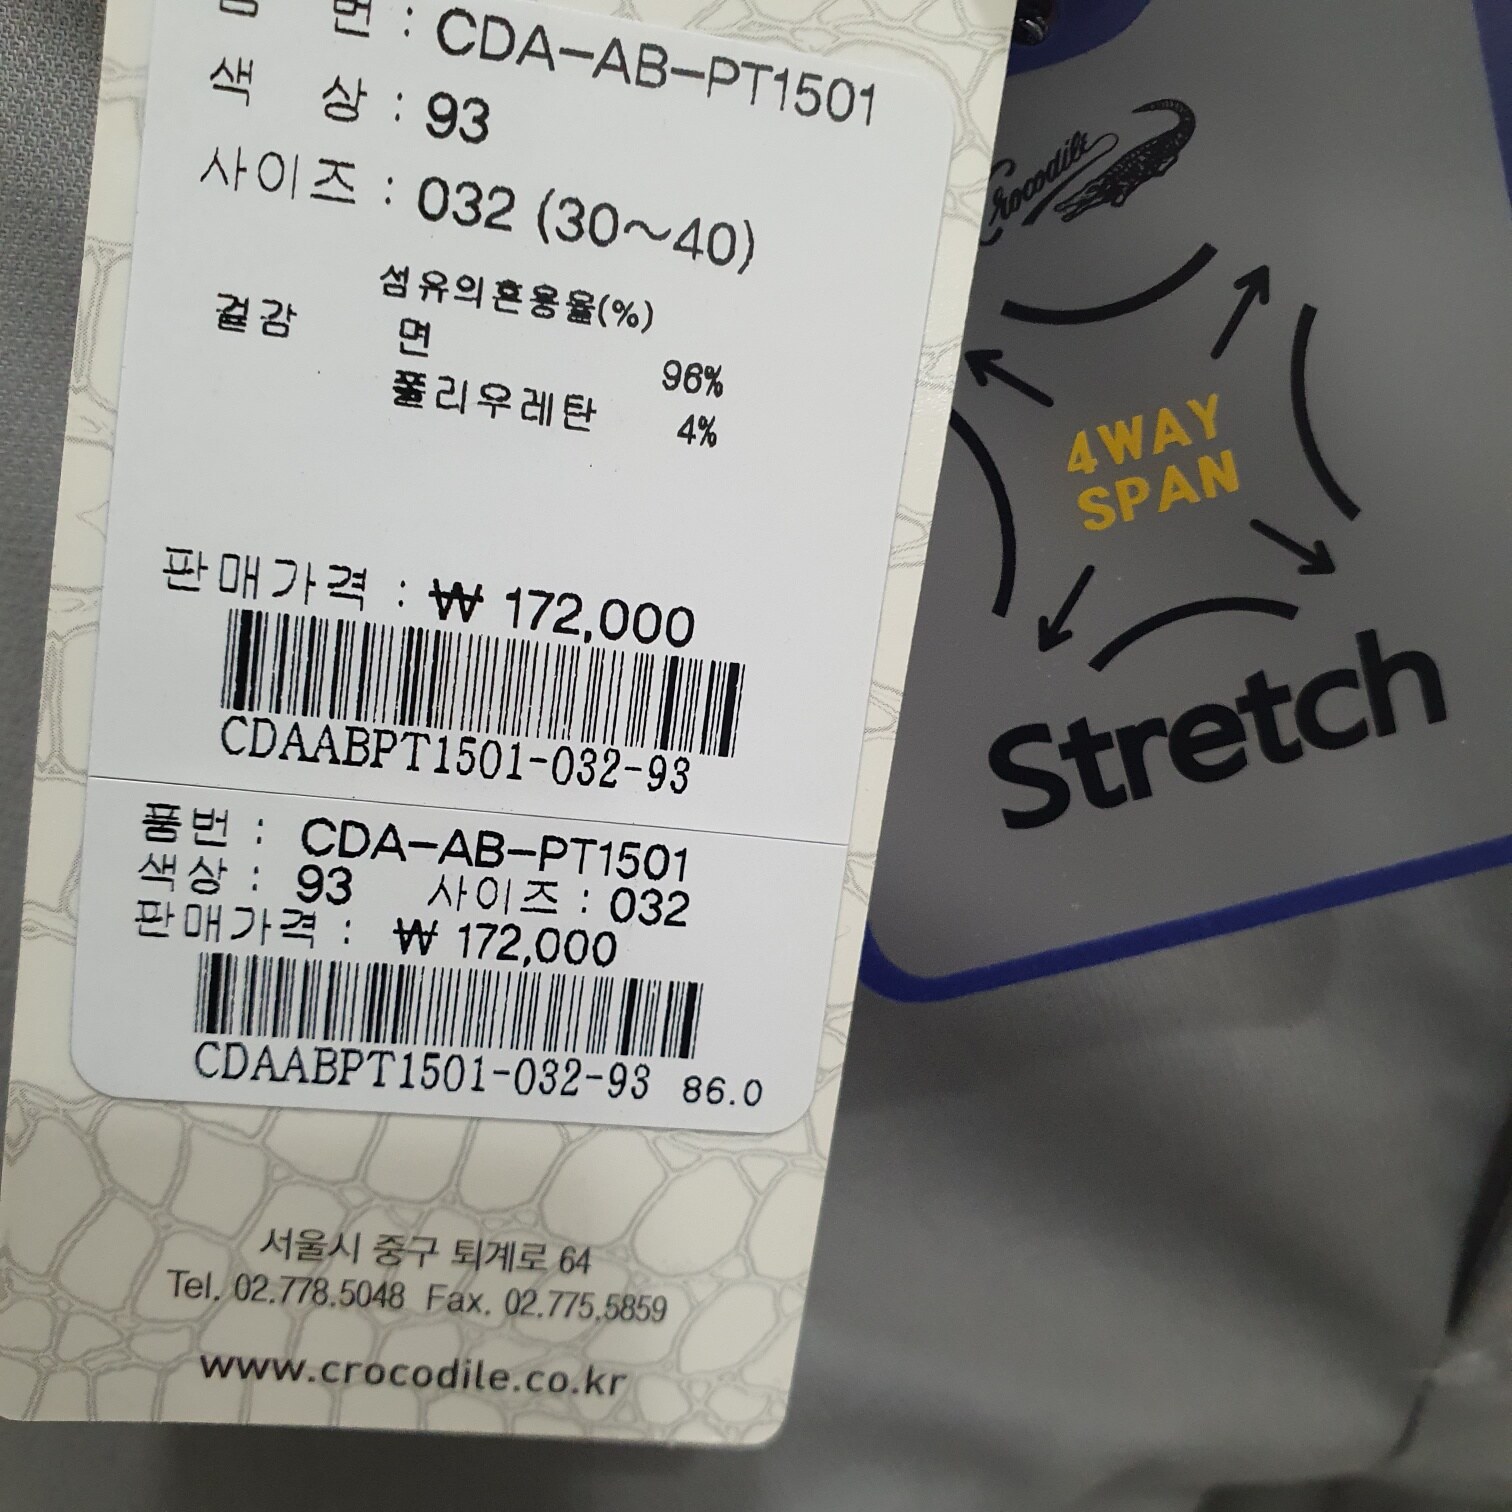 품 번 : CDA-AB-PT1501
색 상 : 93
사이즈 : 032 (30~40)
섬유의혼용율(%)
겉감 면 96%
폴리우레탄 4%
판매가격 : ₩ 172,000
CDAABPT1501-032-93
품번 : CDA-AB-PT1501
색상 : 93 사이즈 : 032
판매가격 : ₩ 172,000
CDAABPT1501-032-93 86.0
서울시 중구 퇴계로 64
Tel. 02.778.5048 Fax. 02.775.5859
www.crocodile.co.kr
Crocodile
4WAY
SPAN
Stretch